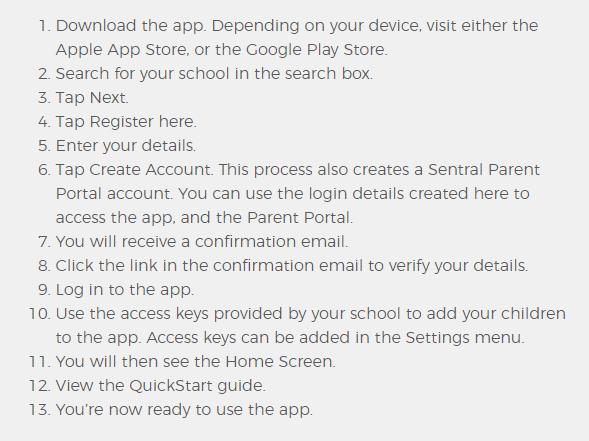 1. Download the app. Depending on your device, visit either the
Apple App Store, or the Google Play Store.
2. Search for your school in the search box.
3. Tap Next.
4. Tap Register here.
5. Enter your details.
6. Tap Create Account. This process also creates a Sentral Parent
Portal account. You can use the login details created here to
access the app, and the Parent Portal.
7. You will receive a confirmation email.
8. Click the link in the confirmation email to verify your details.
9. Log in to the app.
10. Use the access keys provided by your school to add your children
to the app. Access keys can be added in the Settings menu.
11. You will then see the Home Screen.
12. View the QuickStart guide.
13. You're now ready to use the app.